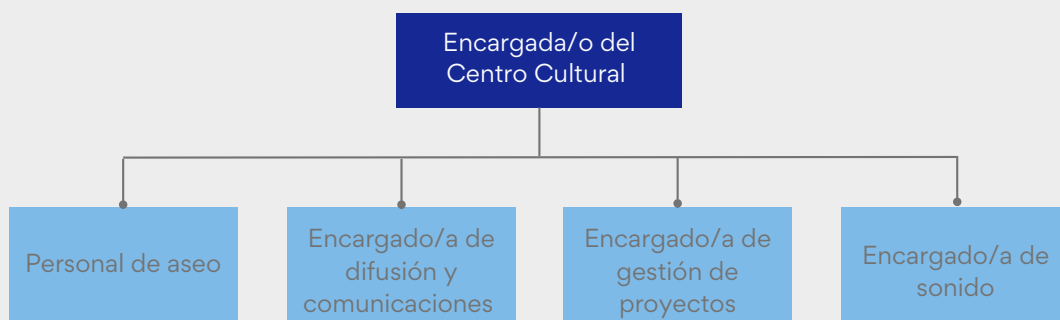 Encargada/o del
Centro Cultural
Personal de aseo
Encargado/a de
difusión y
comunicaciones
Encargado/a de
gestión de
proyectos
Encargado/a de
sonido